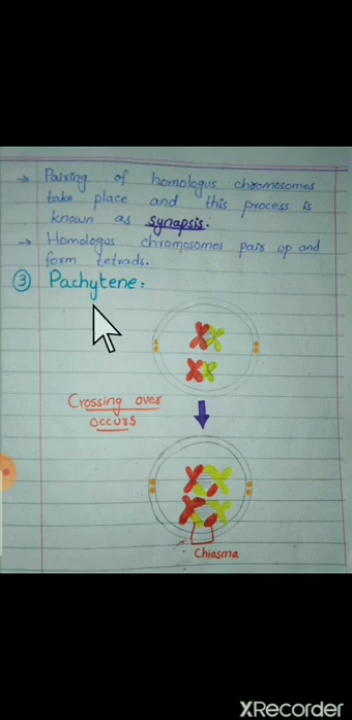 → Pairing of homologus chromosomes
take place and this process is
known as synapsis.
→ Homologus chromosomes pair up and
form tetrads.
③ Pachytene:
Crossing over
occurs
Chiasma
XRecorder